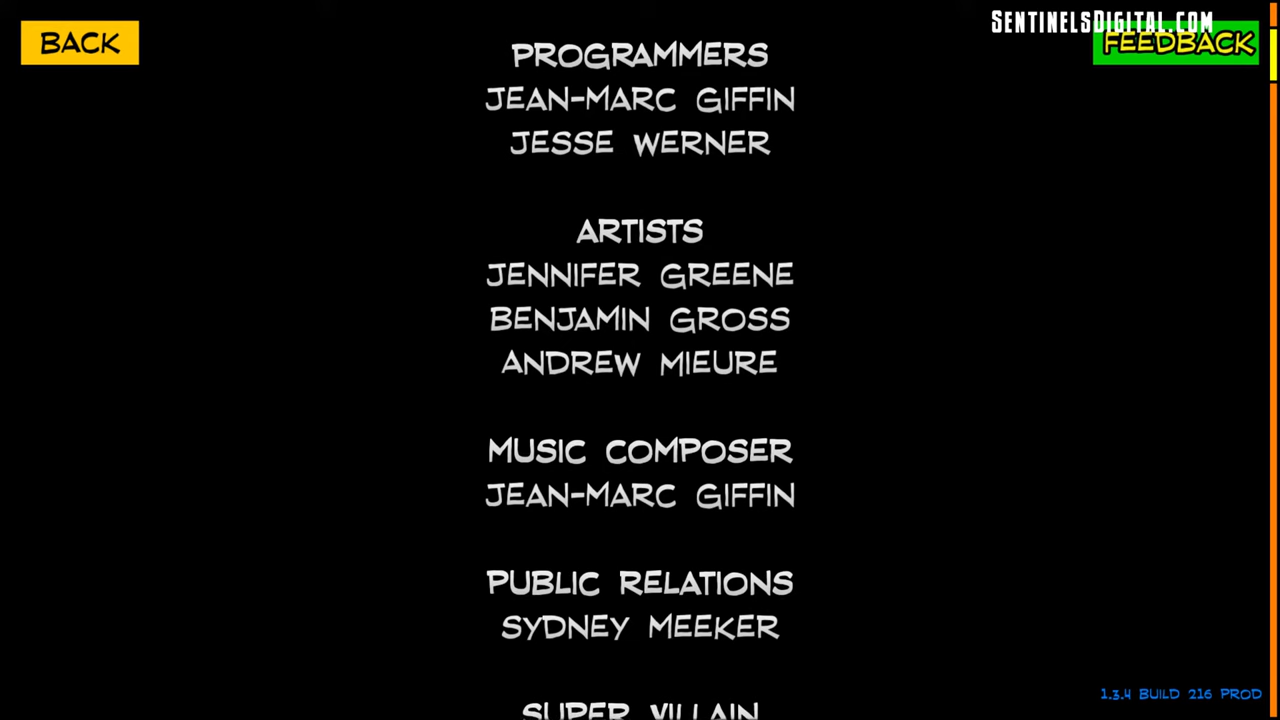 BACK
SENTINELSDIGITAL.COM
FEEDBACK
PROGRAMMERS
JEAN-MARC GIFFIN
JESSE WERNER
ARTISTS
JENNIFER GREENE
BENJAMIN GROSS
ANDREW MIEURE
MUSIC COMPOSER
JEAN-MARC GIFFIN
PUBLIC RELATIONS
SYDNEY MEEKER
SUPER VILLAIN
1.3.4 BUILD 216 PROD